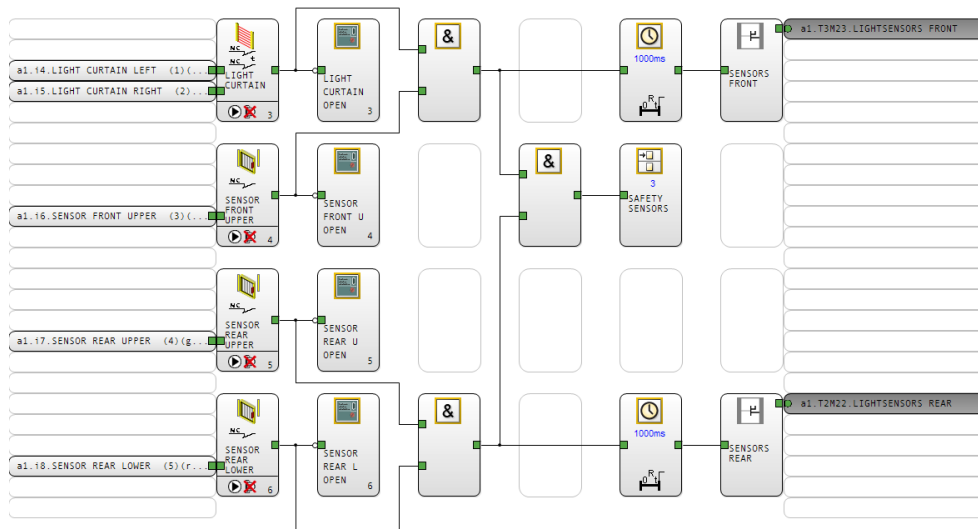 a1.T3M23.LIGHTSENSORS FRONT
&
NC
NC
t
1000ms
a1.i4.LIGHT CURTAIN LEFT (1)(...
LIGHT
CURTAIN
LIGHT
CURTAIN
OPEN
SENSORS
FRONT
a1.i5.LIGHT CURTAIN RIGHT (2)...
3
3
0 R t
&
NC
3
SENSOR
FRONT
UPPER
SENSOR
FRONT U
OPEN
SAFETY
SENSORS
a1.i6.SENSOR FRONT UPPER (3)(...
4
4
NC
SENSOR
REAR
UPPER
SENSOR
REAR U
OPEN
a1.i7.SENSOR REAR UPPER (4)(g...
5
5
a1.T2M22.LIGHTSENSORS REAR
&
NC
1000ms
SENSOR
REAR
LOWER
SENSOR
REAR L
OPEN
SENSORS
REAR
a1.i8.SENSOR REAR LOWER (5)(r...
6
6
0 R t